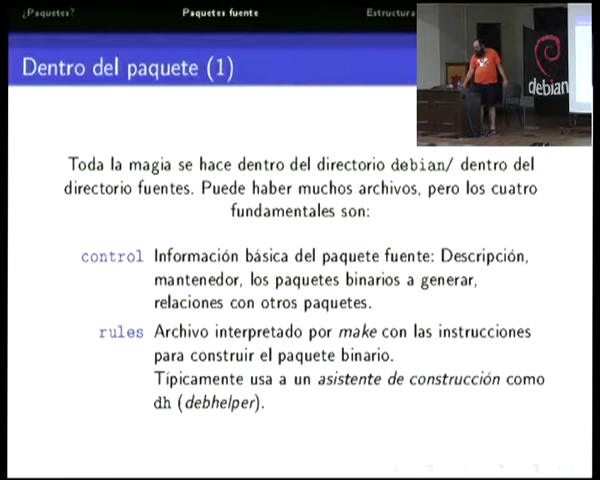 ¿Paquetes?
Paquetes fuente
Estructura
Dentro del paquete (1)
debian
Toda la magia se hace dentro del directorio debian/ dentro del
directorio fuentes. Puede haber muchos archivos, pero los cuatro
fundamentales son:
control Información básica del paquete fuente: Descripción,
mantenedor, los paquetes binarios a generar,
relaciones con otros paquetes.
rules Archivo interpretado por make con las instrucciones
para construir el paquete binario.
Típicamente usa a un asistente de construcción como
dh (debhelper).